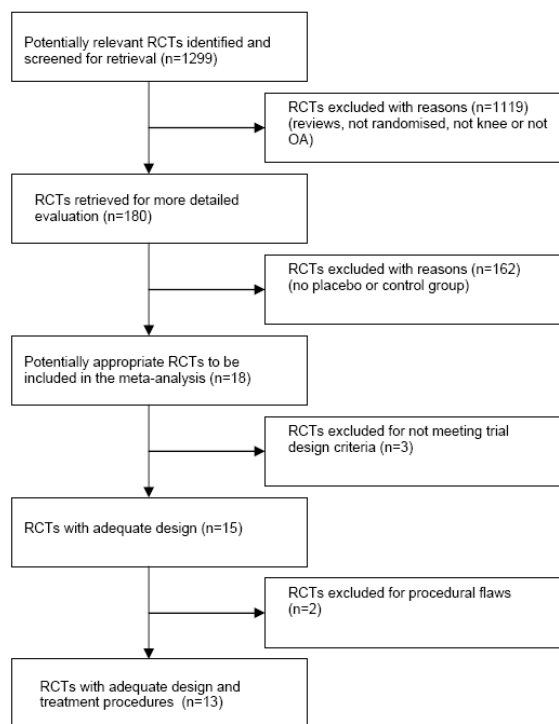 Potentially relevant RCTs identified and
screened for retrieval (n=1299)
RCTs excluded with reasons (n=1119)
(reviews, not randomised, not knee or not
OA)
RCTs retrieved for more detailed
evaluation (n=180)
RCTs excluded with reasons (n=162)
(no placebo or control group)
Potentially appropriate RCTs to be
included in the meta-analysis (n=18)
RCTs excluded for not meeting trial
design criteria (n=3)
RCTs with adequate design (n=15)
RCTs excluded for procedural flaws
(n=2)
RCTs with adequate design and
treatment procedures (n=13)